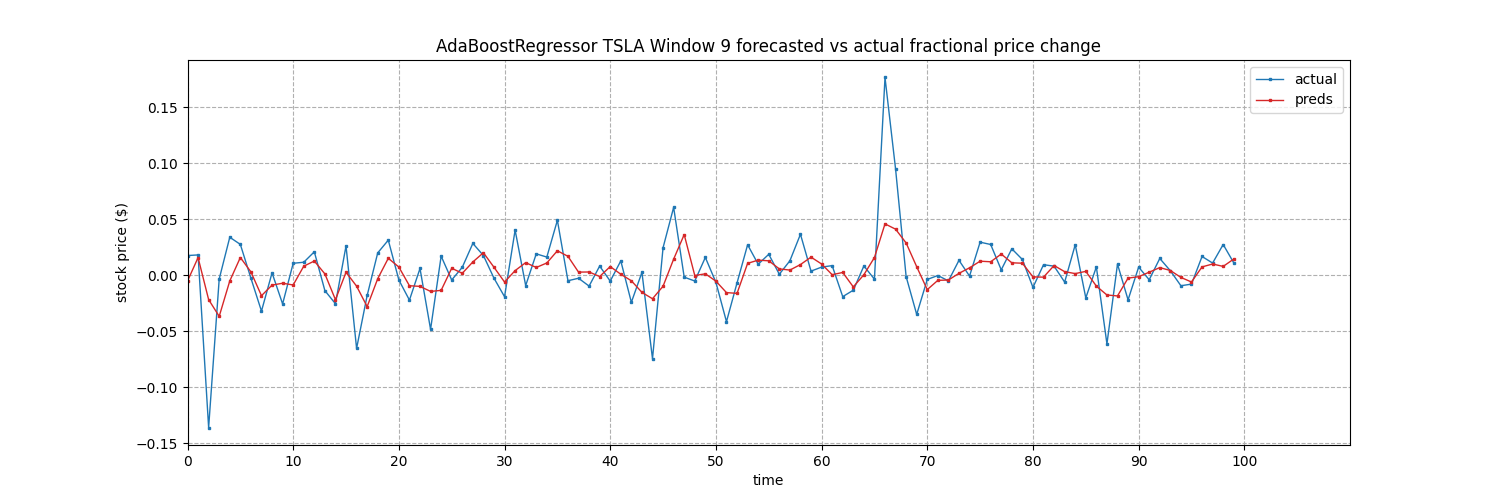 AdaBoostRegressor TSLA Window 9 forecasted vs actual fractional price change
actual
preds
stock price ($)
0.15
0.10
0.05
0.00
−0.05
−0.10
−0.15
0 10 20 30 40 50 60 70 80 90 100
time